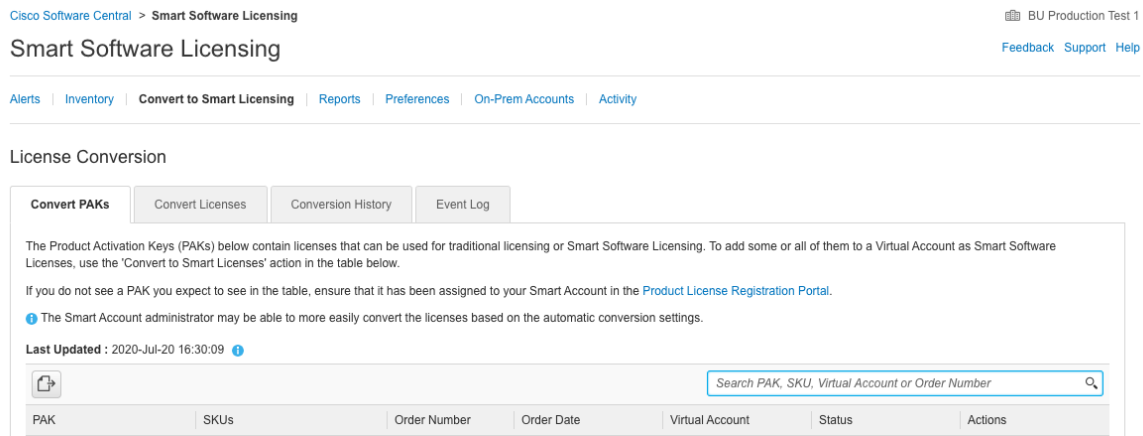 Cisco Software Central > Smart Software Licensing
BU Production Test 1
Smart Software Licensing
Feedback Support Help
Alerts | Inventory | Convert to Smart Licensing | Reports | Preferences | On-Prem Accounts | Activity
License Conversion
Convert PAKs
Convert Licenses
Conversion History
Event Log
The Product Activation Keys (PAKs) below contain licenses that can be used for traditional licensing or Smart Software Licensing. To add some or all of them to a Virtual Account as Smart Software
Licenses, use the 'Convert to Smart Licenses' action in the table below.
If you do not see a PAK you expect to see in the table, ensure that it has been assigned to your Smart Account in the Product License Registration Portal.
The Smart Account administrator may be able to more easily convert the licenses based on the automatic conversion settings.
Last Updated : 2020-Jul-20 16:30:09
Search PAK, SKU, Virtual Account or Order Number
PAK SKUs Order Number Order Date Virtual Account Status Actions